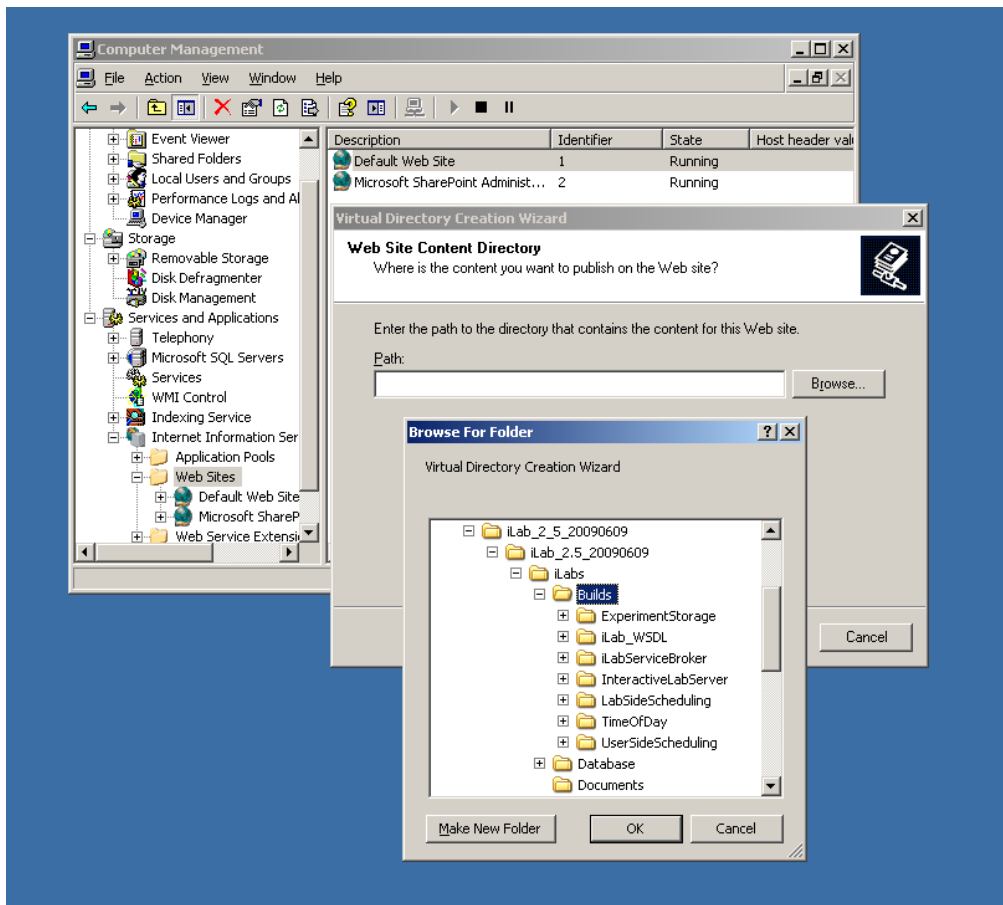 Computer Management
File Action View Window Help
Event Viewer
Shared Folders
Local Users and Groups
Performance Logs and Al
Device Manager
Storage
Removable Storage
Disk Defragmenter
Disk Management
Services and Applications
Telephony
Microsoft SQL Servers
Services
WMI Control
Indexing Service
Internet Information Ser
Application Pools
Web Sites
Default Web Site
Microsoft ShareP
Web Service Extensi
Description Identifier State Host header valu
Default Web Site 1 Running
Microsoft SharePoint Administ... 2 Running
Virtual Directory Creation Wizard
Web Site Content Directory
Where is the content you want to publish on the Web site?
Enter the path to the directory that contains the content for this Web site.
Path:
Browse...
Cancel
Browse For Folder
Virtual Directory Creation Wizard
iLab_2_5_20090609
iLab_2.5_20090609
iLabs
Builds
ExperimentStorage
iLab_WSDL
iLabServiceBroker
InteractiveLabServer
LabSideScheduling
TimeOfDay
UserSideScheduling
Database
Documents
Make New Folder OK Cancel